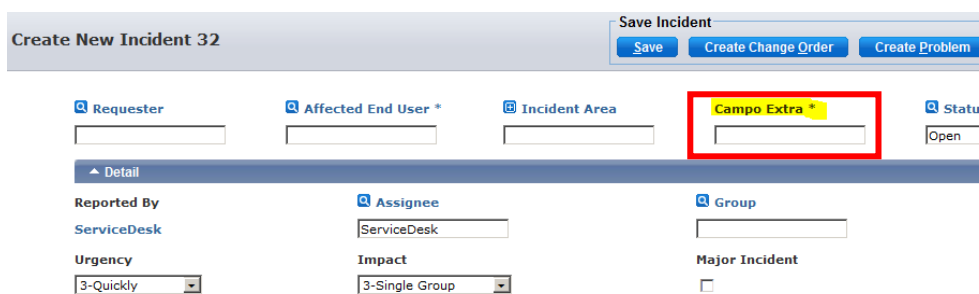 Save Incident
Create New Incident 32
Save Create Change Order Create Problem
Requester Affected End User * Incident Area Campo Extra * Statu
Open
Detail
Reported By Assignee Group
ServiceDesk ServiceDesk
Urgency Impact Major Incident
3-Quickly 3-Single Group